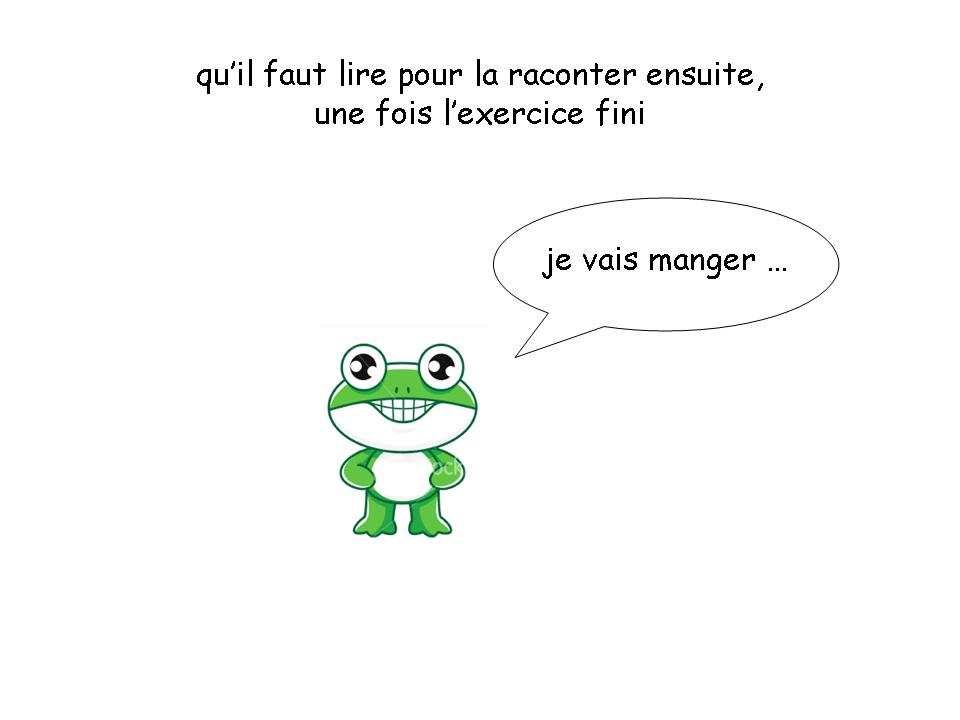 qu'il faut lire pour la raconter ensuite,
une fois l'exercice fini
je vais manger ...